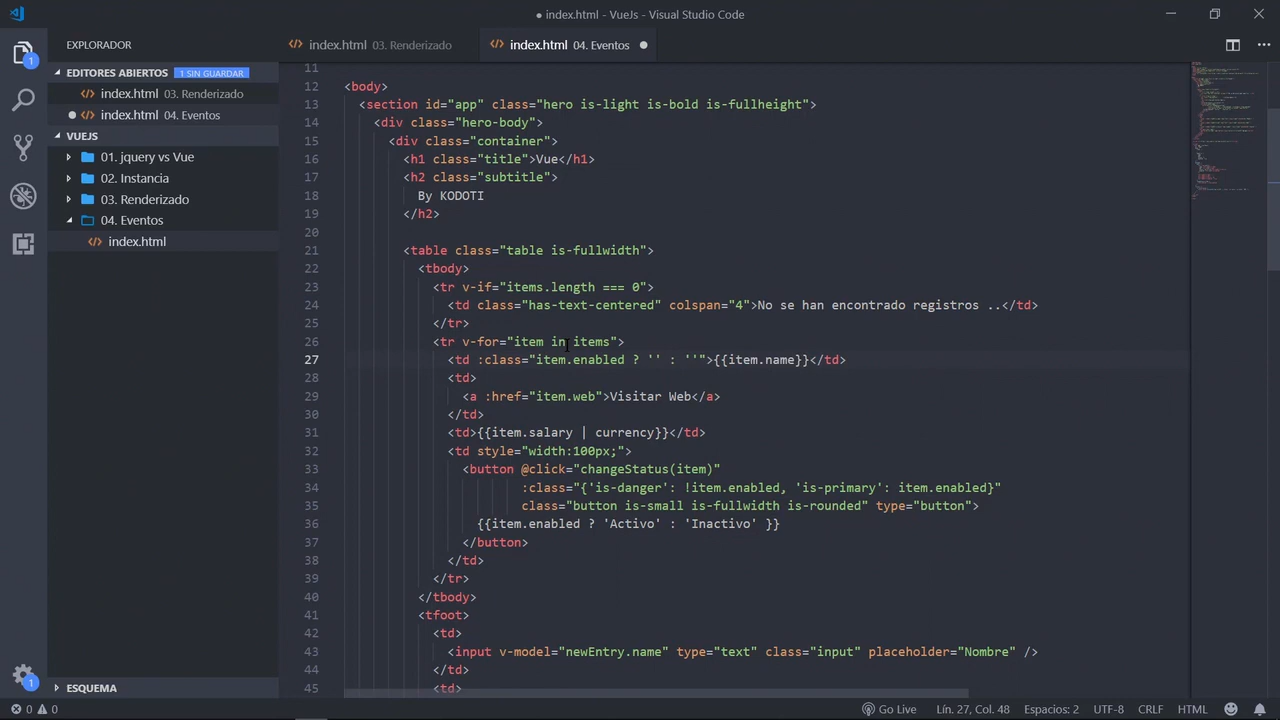 ● index.html - VueJs - Visual Studio Code
EXPLORADOR
EDITORES ABIERTOS 1 SIN GUARDAR
index.html 03. Renderizado
index.html 04. Eventos
VUEJS
01. jquery vs Vue
02. Instancia
03. Renderizado
04. Eventos
index.html
ESQUEMA
1
1
index.html 03. Renderizado
index.html 04. Eventos
11
12 <body>
13 <section id="app" class="hero is-light is-bold is-fullheight">
14 <div class="hero-body">
15 <div class="container">
16 <h1 class="title">Vue</h1>
17 <h2 class="subtitle">
18 By KODOTI
19 </h2>
20
21 <table class="table is-fullwidth">
22 <tbody>
23 <tr v-if="items.length === 0">
24 <td class="has-text-centered" colspan="4">No se han encontrado registros ..</td>
25 </tr>
26 <tr v-for="item in items">
27 <td :class="item.enabled ? '' : ''">{{item.name}}</td>
28 <td>
29 <a :href="item.web">Visitar Web</a>
30 </td>
31 <td>{{item.salary | currency}}</td>
32 <td style="width:100px;">
33 <button @click="changeStatus(item)"
34 :class="{'is-danger': !item.enabled, 'is-primary': item.enabled}"
35 class="button is-small is-fullwidth is-rounded" type="button">
36 {{item.enabled ? 'Activo' : 'Inactivo' }}
37 </button>
38 </td>
39 </tr>
40 </tbody>
41 <tfoot>
42 <td>
43 <input v-model="newEntry.name" type="text" class="input" placeholder="Nombre" />
44 </td>
45 <td>
0 0
Go Live Lín. 27, Col. 48 Espacios: 2 UTF-8 CRLF HTML